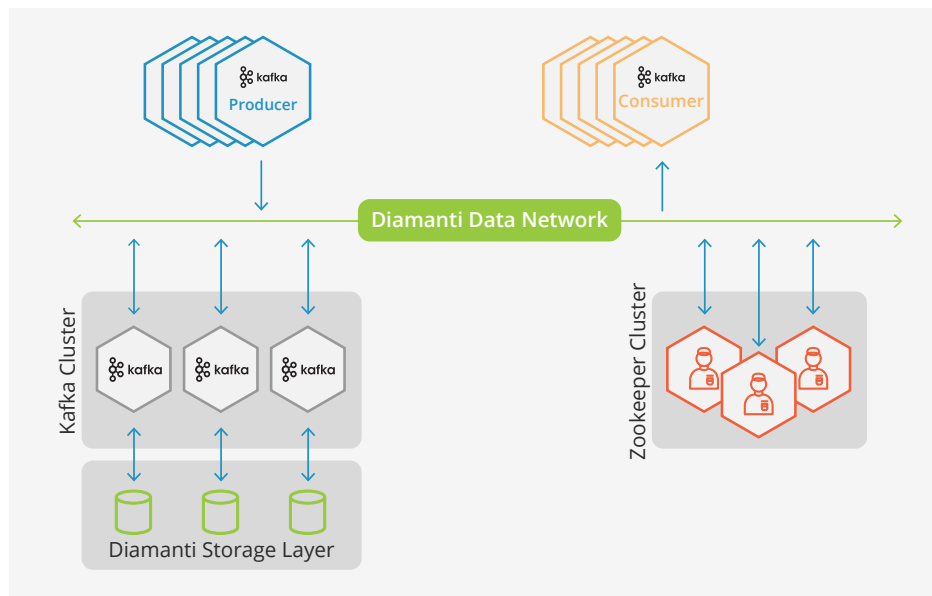 kafka
Producer
kafka
Consumer
Diamanti Data Network
Kafka Cluster
kafka
kafka
kafka
Zookeeper Cluster
Diamanti Storage Layer